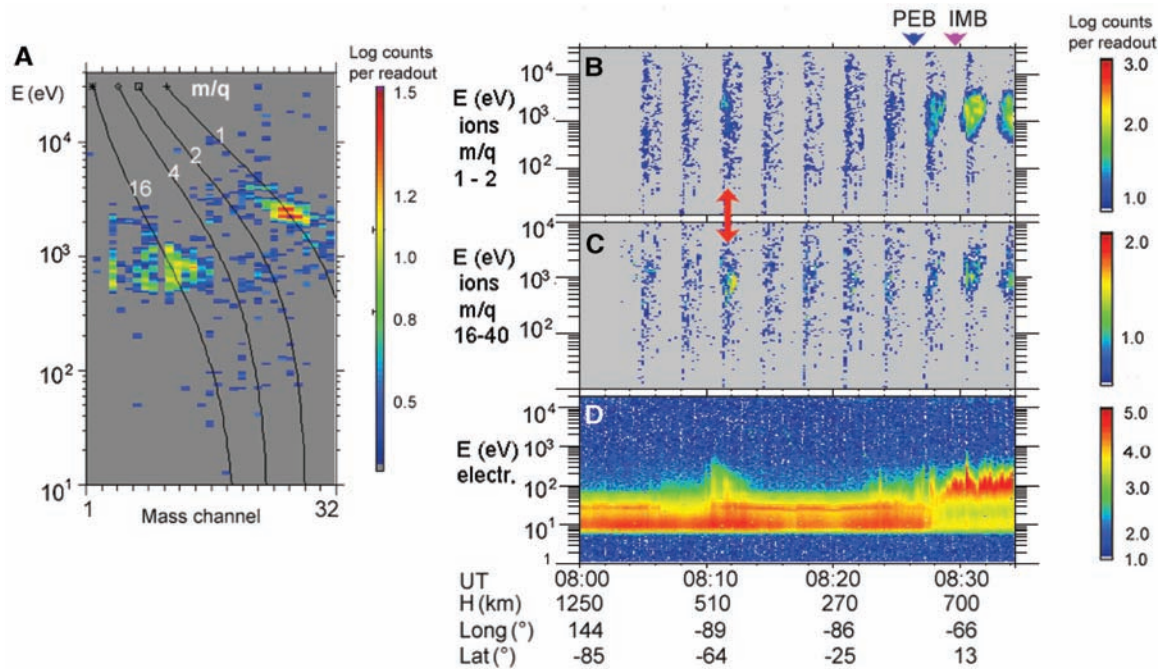 A
Log counts
per readout
E (eV)
m/q
1
2
4
16
10⁴
10³
10²
10¹
1
32
Mass channel
1.5
1.2
1.0
0.8
0.5
PEB
IMB
B
E (eV)
ions
m/q
1 - 2
10⁴
10³
10²
C
E (eV)
ions
m/q
16-40
10⁴
10³
10²
D
E (eV)
electr.
10⁴
10³
10²
10¹
1
UT 08:00 08:10 08:20 08:30
H (km) 1250 510 270 700
Long (°) 144 -89 -86 -66
Lat (°) -85 -64 -25 13
Log counts
per readout
3.0
2.0
1.0
2.0
1.0
5.0
4.0
3.0
2.0
1.0